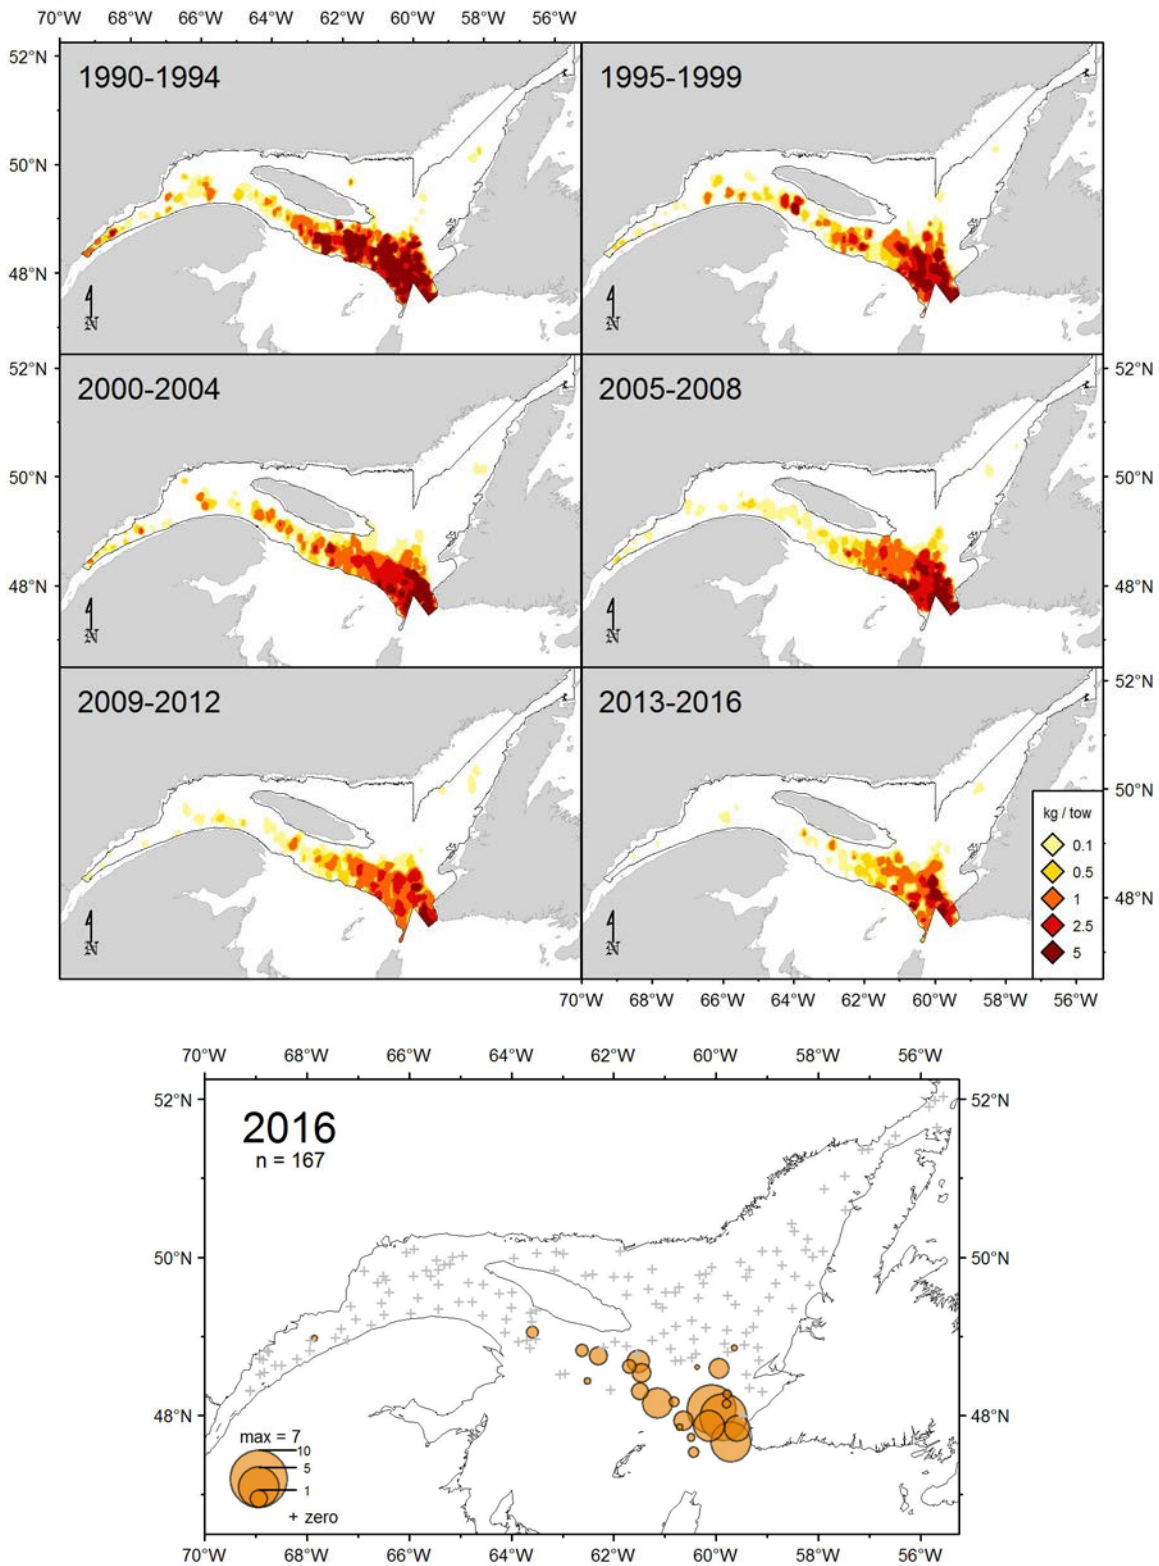 70°W 68°W 66°W 64°W 62°W 60°W 58°W 56°W
52°N
1990-1994
1995-1999
50°N
48°N
N
N
52°N
2000-2004
2005-2008
52°N
50°N
50°N
48°N
48°N
N
N
2009-2012
2013-2016
52°N
50°N
kg / tow
0.1
0.5
1
48°N
2.5
5
N
N
70°W 68°W 66°W 64°W 62°W 60°W 58°W 56°W
70°W 68°W 66°W 64°W 62°W 60°W 58°W 56°W
52°N
2016
52°N
n = 167
50°N
50°N
48°N
48°N
max = 7
10
5
1
+ zero
70°W 68°W 66°W 64°W 62°W 60°W 58°W 56°W